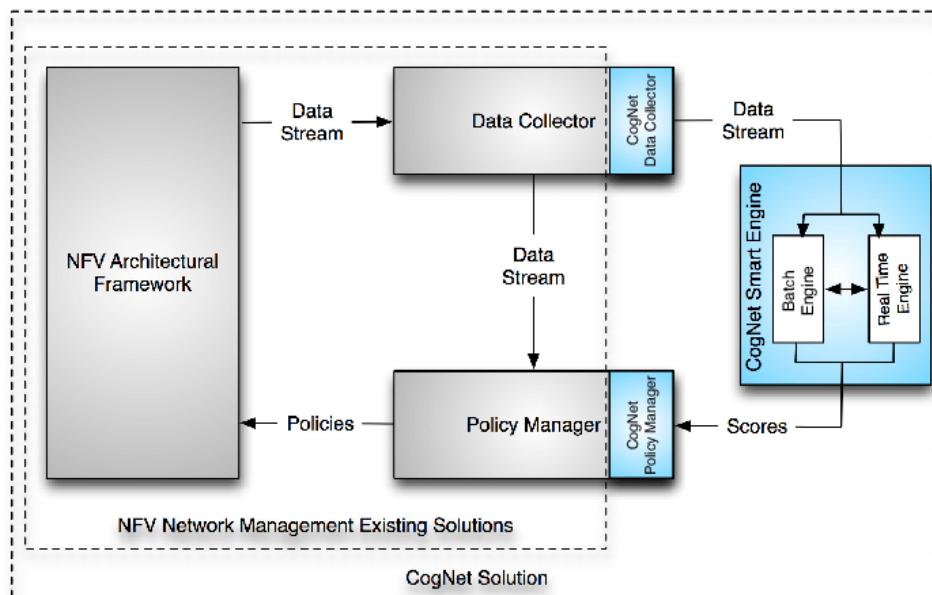 Data
Stream
Data Collector
CogNet
Data Collector
Data
Stream
NFV Architectural
Framework
Data
Stream
CogNet Smart Engine
Batch
Engine
Real Time
Engine
Policies
Policy Manager
CogNet
Policy Manager
Scores
NFV Network Management Existing Solutions
CogNet Solution